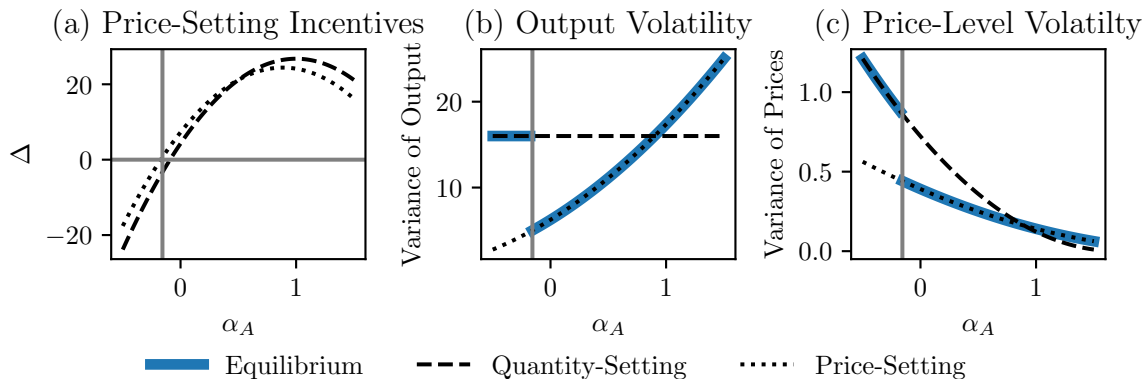 (a) Price-Setting Incentives
(b) Output Volatility
(c) Price-Level Volatilty
20
0
−20
Δ
0
1
α_A
20
10
Variance of Output
0
1
α_A
1.0
0.5
0.0
Variance of Prices
0
1
α_A
Equilibrium
Quantity-Setting
Price-Setting